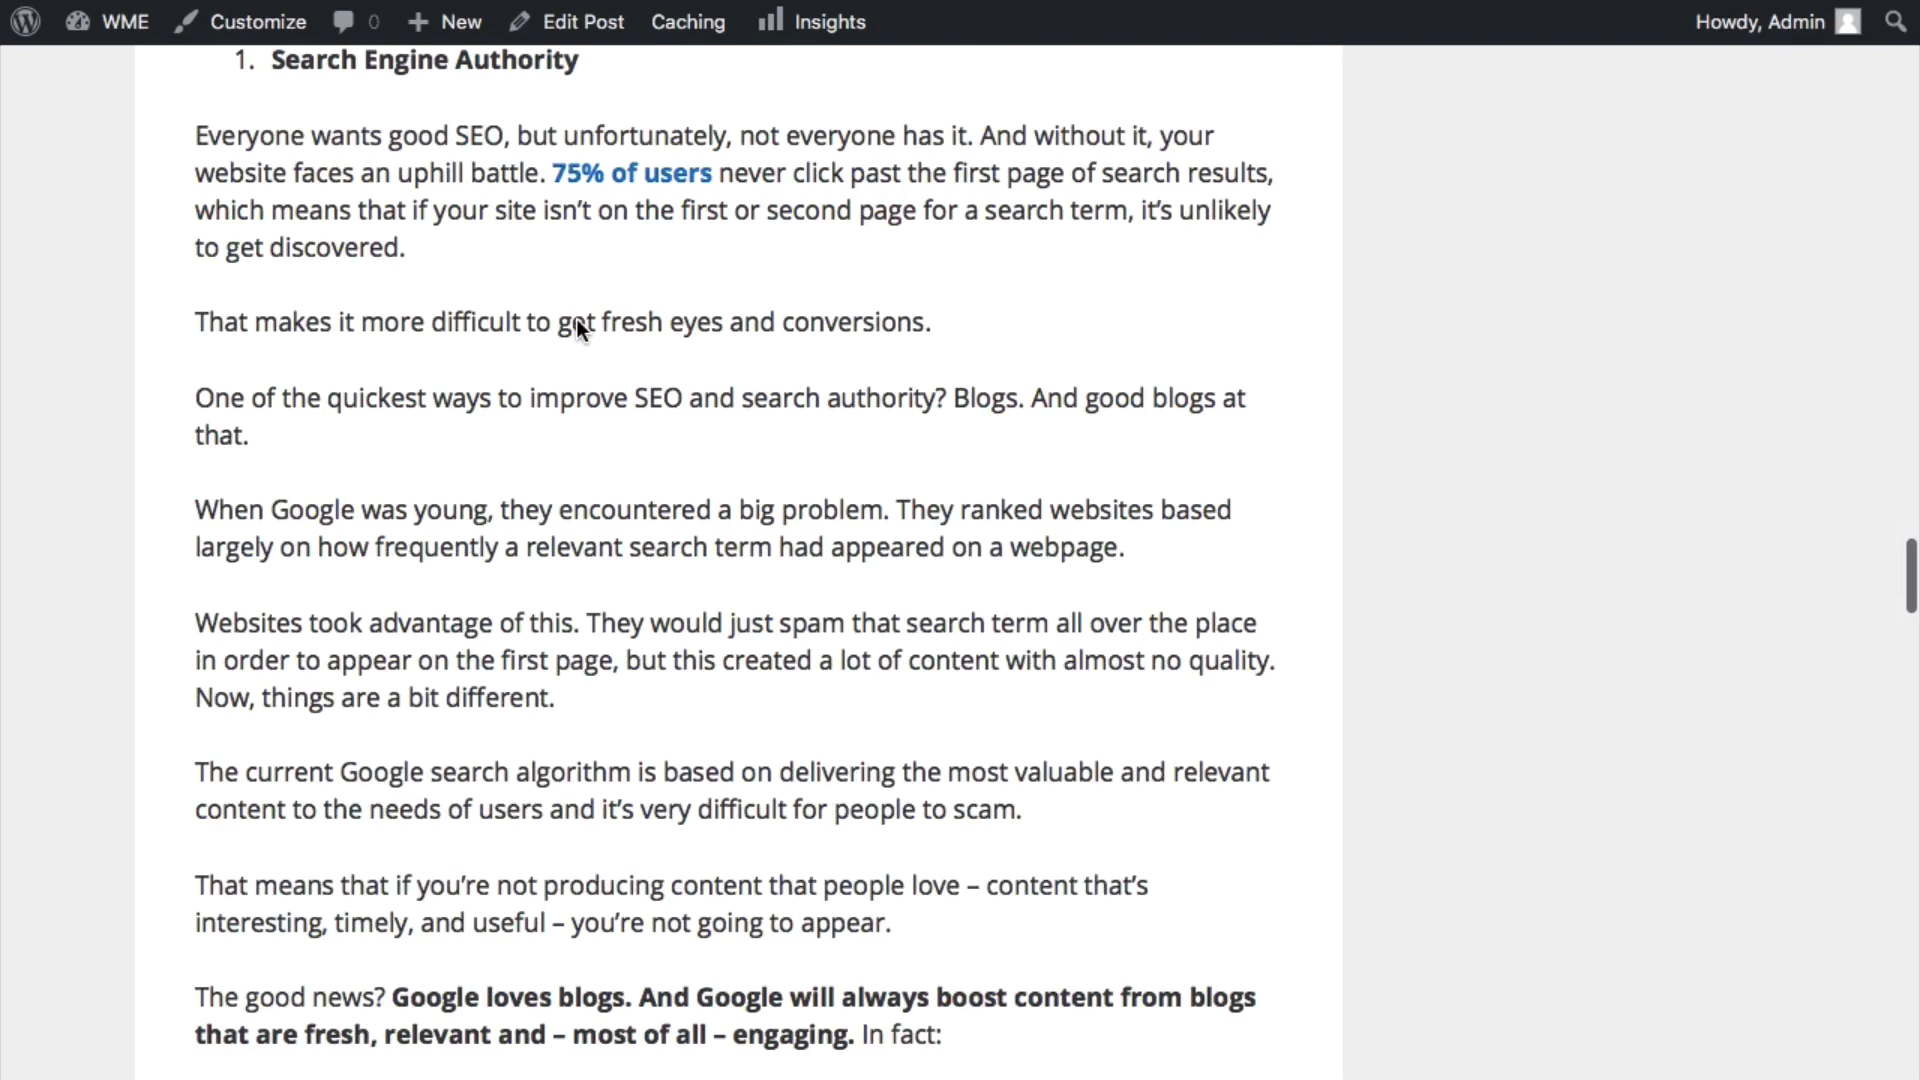 WME Customize 0 New Edit Post Caching Insights Howdy, Admin
1. Search Engine Authority
Everyone wants good SEO, but unfortunately, not everyone has it. And without it, your
website faces an uphill battle. 75% of users never click past the first page of search results,
which means that if your site isn’t on the first or second page for a search term, it’s unlikely
to get discovered.
That makes it more difficult to get fresh eyes and conversions.
One of the quickest ways to improve SEO and search authority? Blogs. And good blogs at
that.
When Google was young, they encountered a big problem. They ranked websites based
largely on how frequently a relevant search term had appeared on a webpage.
Websites took advantage of this. They would just spam that search term all over the place
in order to appear on the first page, but this created a lot of content with almost no quality.
Now, things are a bit different.
The current Google search algorithm is based on delivering the most valuable and relevant
content to the needs of users and it’s very difficult for people to scam.
That means that if you’re not producing content that people love – content that’s
interesting, timely, and useful – you’re not going to appear.
The good news? Google loves blogs. And Google will always boost content from blogs
that are fresh, relevant and – most of all – engaging. In fact: